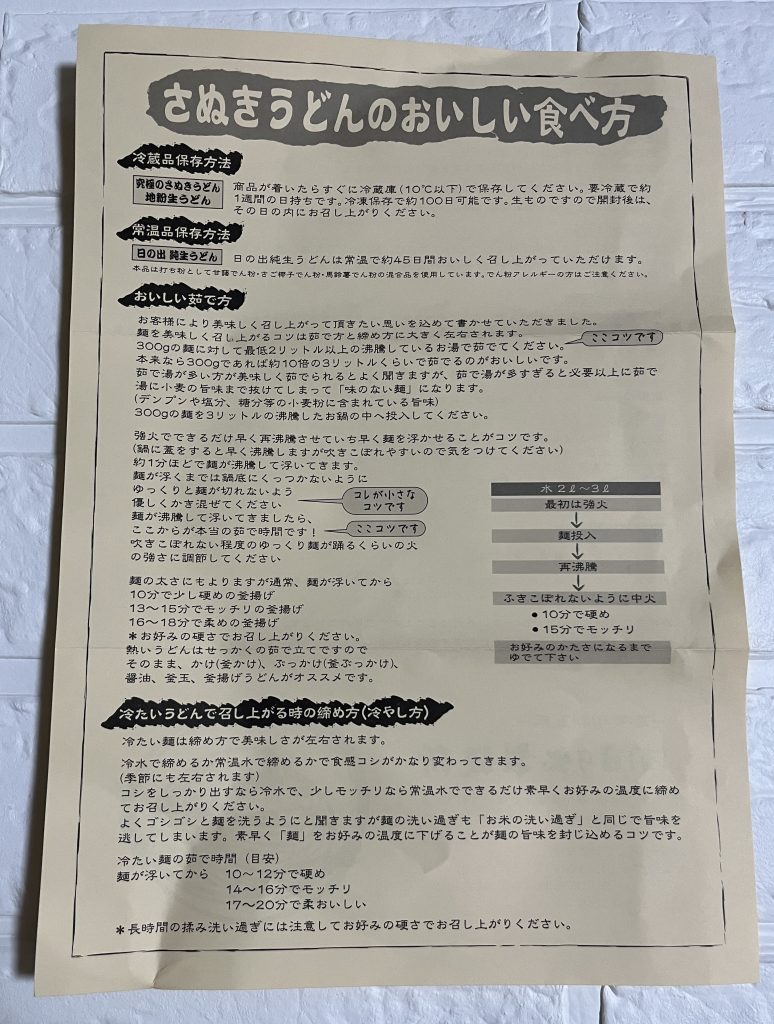 さぬきうどんのおいしい食べ方
冷蔵品保存方法
究極のさぬきうどん
地粉生うどん
商品が着いたらすぐに冷蔵庫(10℃以下)で保存してください。要冷蔵で約
1週間の日持ちです。冷凍保存で約100日可能です。生ものですので開封後は、
その日の内にお召し上がりください。
常温品保存方法
日の出 純生うどん
日の出純生うどんは常温で約45日間おいしく召し上がっていただけます。
本品は打ち粉として甘藷でん粉・さご椰子でん粉・馬鈴薯でん粉の混合品を使用しています。でん粉アレルギーの方はご注意ください。
おいしい茹で方
お客様により美味しく召し上がって頂きたい思いを込めて書かせていただきました。
麺を美味しく召し上がるコツは茹で方と締め方に大きく左右されます。
300gの麺に対して最低2リットル以上の沸騰しているお湯で茹でてください。
ここコツです
本来なら300gであれば約10倍の3リットルくらいで茹でるのがおいしいです。
茹で湯が多い方が美味しく茹でられるとよく聞きますが、茹で湯が多すぎると必要以上に茹で
湯に小麦の旨味まで抜けてしまって「味のない麺」になります。
(デンプンや塩分、糖分等の小麦粉に含まれている旨味)
300gの麺を3リットルの沸騰したお鍋の中へ投入してください。
強火でできるだけ早く再沸騰させていち早く麺を浮かせることがコツです。
(鍋に蓋をすると早く沸騰しますが吹きこぼれやすいので気をつけてください)
約1分ほどで麺が沸騰して浮いてきます。
麺が浮くまでは鍋底にくっつかないように
ゆっくりと麺が切れないよう
優しくかき混ぜてください
コレが小さな
コツです
麺が沸騰して浮いてきましたら、
ここからが本当の茹で時間です!
ここコツです
吹きこぼれない程度のゆっくり麺が踊るくらいの火
の強さに調節してください
水2ℓ～3ℓ
最初は強火
↓
麺投入
↓
再沸騰
↓
ふきこぼれないように中火
●10分で硬め
●15分でモッチリ
お好みのかたさになるまで
ゆでて下さい
麺の太さにもよりますが通常、麺が浮いてから
10分で少し硬めの釜揚げ
13～15分でモッチリの釜揚げ
16～18分で柔めの釜揚げ
＊お好みの硬さでお召し上がりください。
熱いうどんはせっかくの茹で立てですので
そのまま、かけ(釜かけ)、ぶっかけ(釜ぶっかけ)、
醤油、釜玉、釜揚げうどんがオススメです。
冷たいうどんで召し上がる時の締め方(冷やし方)
冷たい麺は締め方で美味しさが左右されます。
冷水で締めるか常温水で締めるかで食感コシがかなり変わってきます。
(季節にも左右されます)
コシをしっかり出すなら冷水で、少しモッチリなら常温水でできるだけ素早くお好みの温度に締め
てお召し上がりください。
よくゴシゴシと麺を洗うようにと聞きますが麺の洗い過ぎも「お米の洗い過ぎ」と同じで旨味を
逃してしまいます。素早く「麺」をお好みの温度に下げることが麺の旨味を封じ込めるコツです。
冷たい麺の茹で時間(目安)
麺が浮いてから 10～12分で硬め
14～16分でモッチリ
17～20分で柔おいしい
＊長時間の揉み洗い過ぎには注意してお好みの硬さでお召し上がりください。